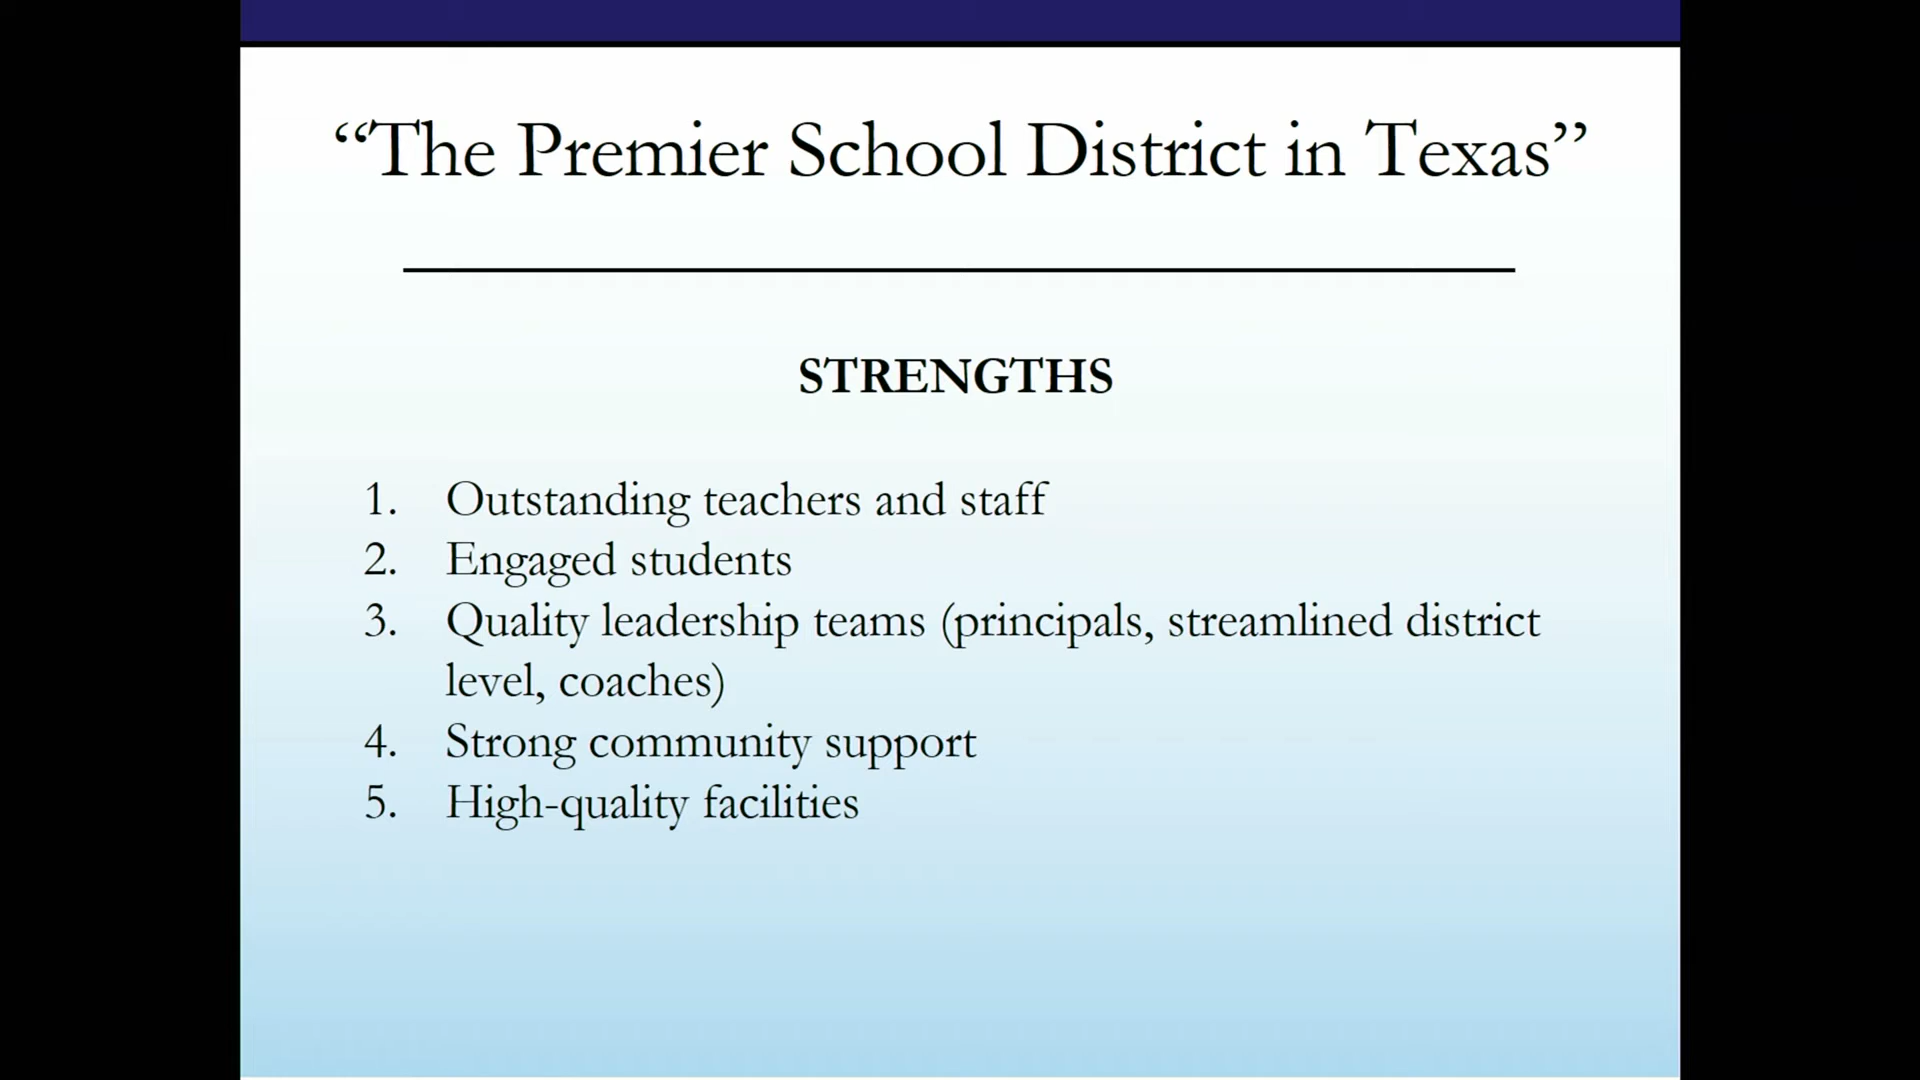 “The Premier School District in Texas”
STRENGTHS
1. Outstanding teachers and staff
2. Engaged students
3. Quality leadership teams (principals, streamlined district
level, coaches)
4. Strong community support
5. High-quality facilities